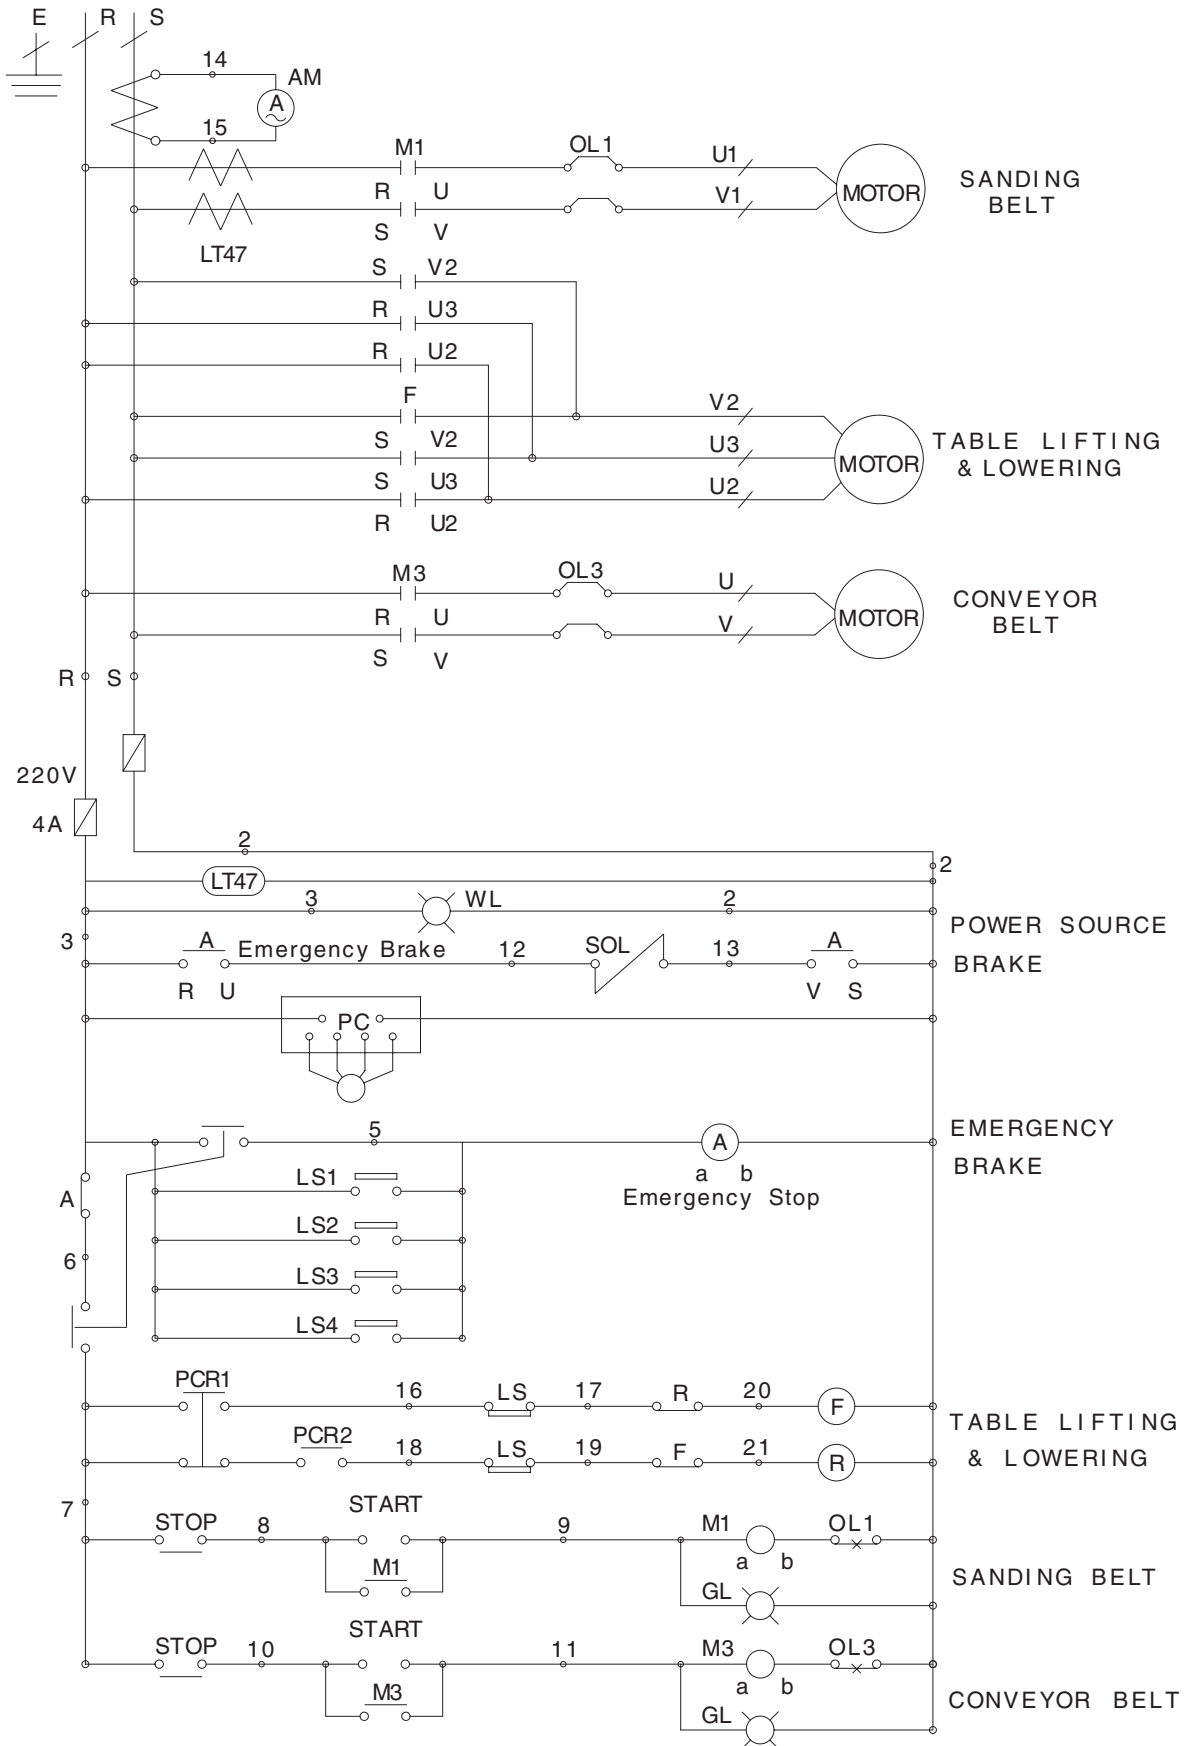 E R S
14
AM
A
15
M1 OL1 U1
R U V1 MOTOR SANDING
BELT
S V
LT47
S V2
R U3
R U2
F V2
S V2 U3 MOTOR TABLE LIFTING
& LOWERING
S U3 U2
R U2
M3 OL3 U
R U V MOTOR CONVEYOR
BELT
S V
R S
220V
4A
2
2
LT47
3 WL 2
POWER SOURCE
3
A Emergency Brake 12 SOL 13 A BRAKE
R U V S
PC
5 A EMERGENCY
BRAKE
a b
Emergency Stop
A
LS1
LS2
6
LS3
LS4
PCR1 16 LS 17 R 20 F
TABLE LIFTING
& LOWERING
PCR2 18 LS 19 F 21 R
7
START
STOP 8 9 M1 OL1
M1 a b
SANDING BELT
GL
START
STOP 10 11 M3 OL3
M3 a b
CONVEYOR BELT
GL